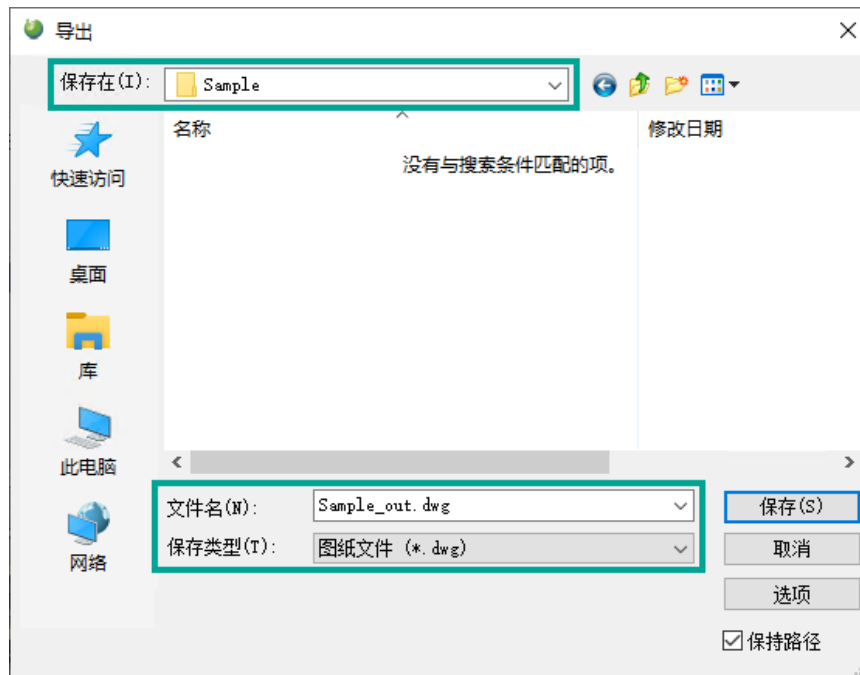 导出
保存在(I):
Sample
名称
修改日期
没有与搜索条件匹配的项。
快速访问
桌面
库
此电脑
网络
文件名(N):
Sample_out.dwg
保存(S)
保存类型(T):
图纸文件 (*.dwg)
取消
选项
保持路径